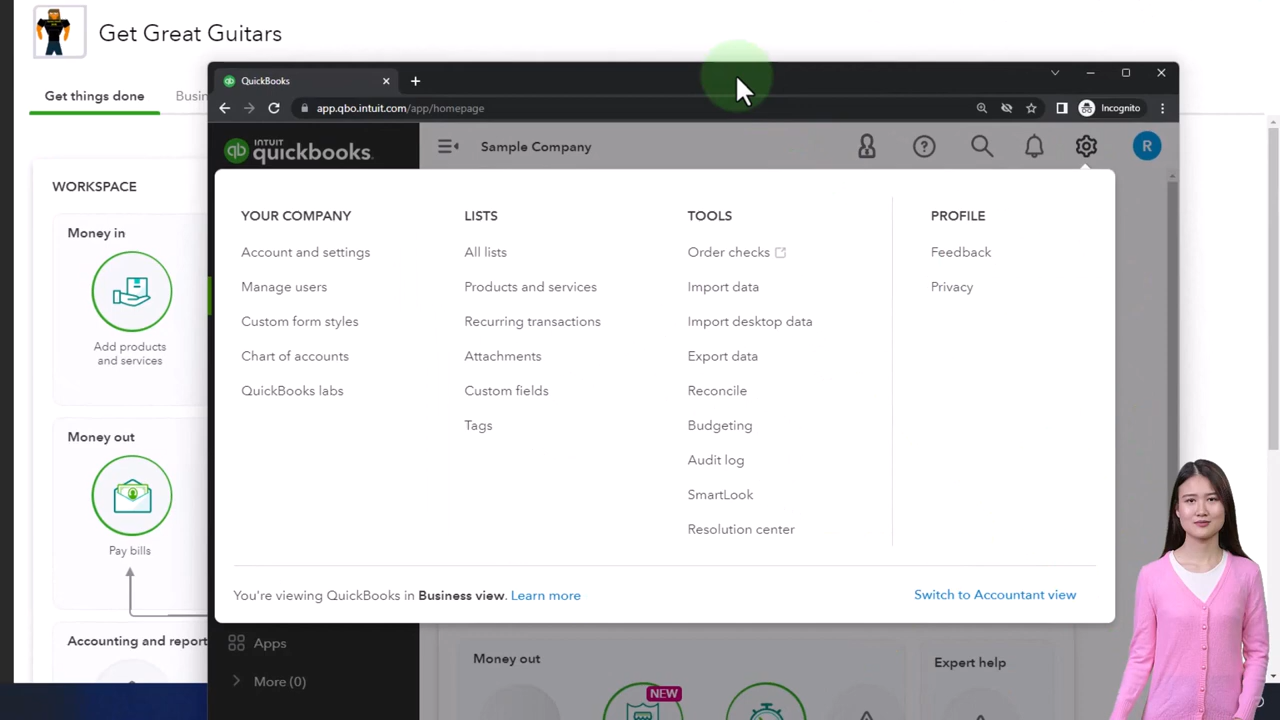 Get Great Guitars
Get things done
Busin
WORKSPACE
Money in
Add products
and services
Money out
Pay bills
Accounting and report
QuickBooks
app.qbo.intuit.com/app/homepage
Incognito
INTUIT
qb quickbooks.
Sample Company
R
YOUR COMPANY
Account and settings
Manage users
Custom form styles
Chart of accounts
QuickBooks labs
LISTS
All lists
Products and services
Recurring transactions
Attachments
Custom fields
Tags
TOOLS
Order checks
Import data
Import desktop data
Export data
Reconcile
Budgeting
Audit log
SmartLook
Resolution center
PROFILE
Feedback
Privacy
You're viewing QuickBooks in Business view. Learn more
Switch to Accountant view
Apps
More (0)
Money out
NEW
Expert help